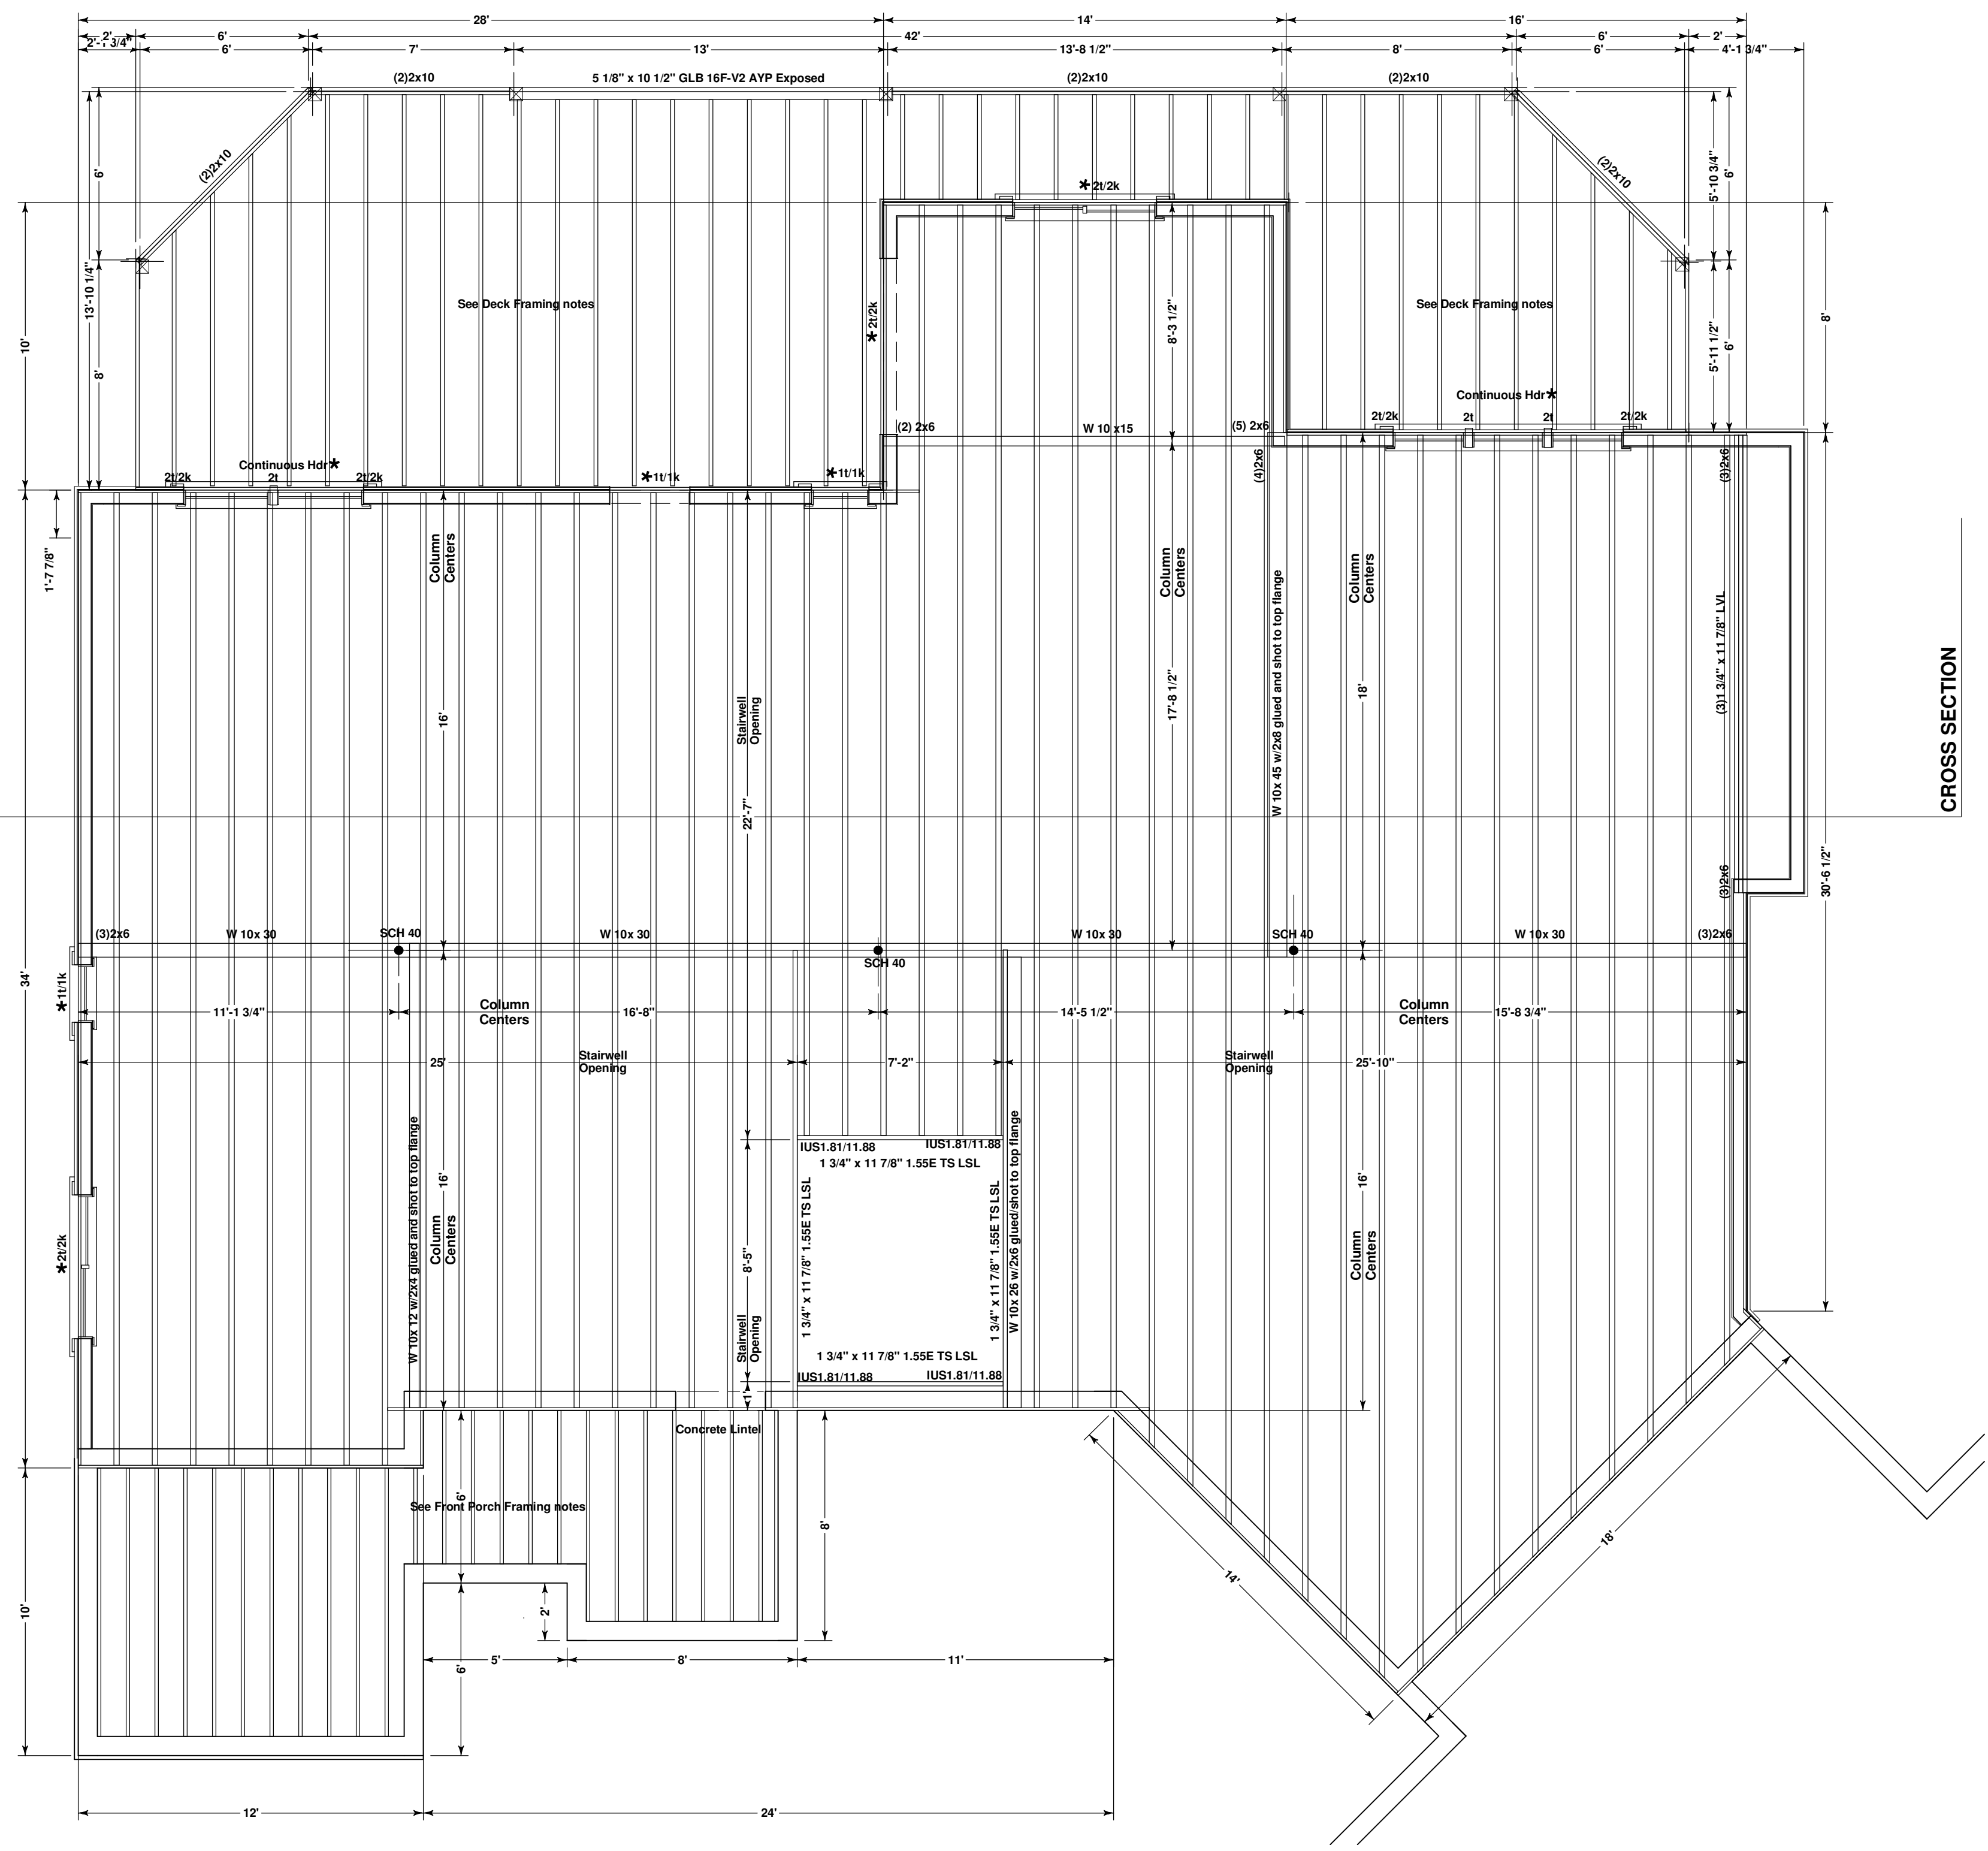 28'
14'
16'
2'
6'
42'
6'
2'
2'-1 3/4"
6'
7'
13'
13'-8 1/2"
8'
6'
4'-1 3/4"
(2)2x10
5 1/8" x 10 1/2" GLB 16F-V2 AYP Exposed
(2)2x10
(2)2x10
(2)2x10
(2)2x10
6'
13'-10 1/4"
8'
10'
5'-10 3/4"
6'
5'-11 1/2"
6'
8'
* 2t/2k
See Deck Framing notes
* 2t/2k
8'-3 1/2"
See Deck Framing notes
Continuous Hdr*
2t/2k
2t
2t
2t/2k
(2) 2x6
W 10 x15
(5) 2x6
(4)2x6
(3)2x6
Continuous Hdr*
2t/2k
2t
2t/2k
*1t/1k
*1t/1k
1'-7 7/8"
Column
Centers
Column
Centers
Column
Centers
W 10x 45 w/2x8 glued and shot to top flange
(3)1 3/4" x 11 7/8" LVL
CROSS SECTION
16'
Stairwell
Opening
17'-8 1/2"
18'
22'-7"
30'-6 1/2"
(3)2x6
(3)2x6
W 10x 30
SCH 40
W 10x 30
SCH 40
W 10x 30
SCH 40
W 10x 30
(3)2x6
34'
*1t/1k
11'-1 3/4"
Column
Centers
16'-8"
14'-5 1/2"
Column
Centers
15'-8 3/4"
25'
Stairwell
Opening
7'-2"
Stairwell
Opening
25'-10"
W 10x 12 w/2x4 glued and shot to top flange
16'
Column
Centers
IUS1.81/11.88
IUS1.81/11.88
1 3/4" x 11 7/8" 1.55E TS LSL
1 3/4" x 11 7/8" 1.55E TS LSL
1 3/4" x 11 7/8" 1.55E TS LSL
W 10x 26 w/2x6 glued/shot to top flange
16'
Column
Centers
*2t/2k
8'-5"
Stairwell
Opening
1 3/4" x 11 7/8" 1.55E TS LSL
IUS1.81/11.88
IUS1.81/11.88
1'
Concrete Lintel
See Front Porch Framing notes
6'
8'
10'
2'
6'
5'
8'
11'
14'
18'
12'
24'